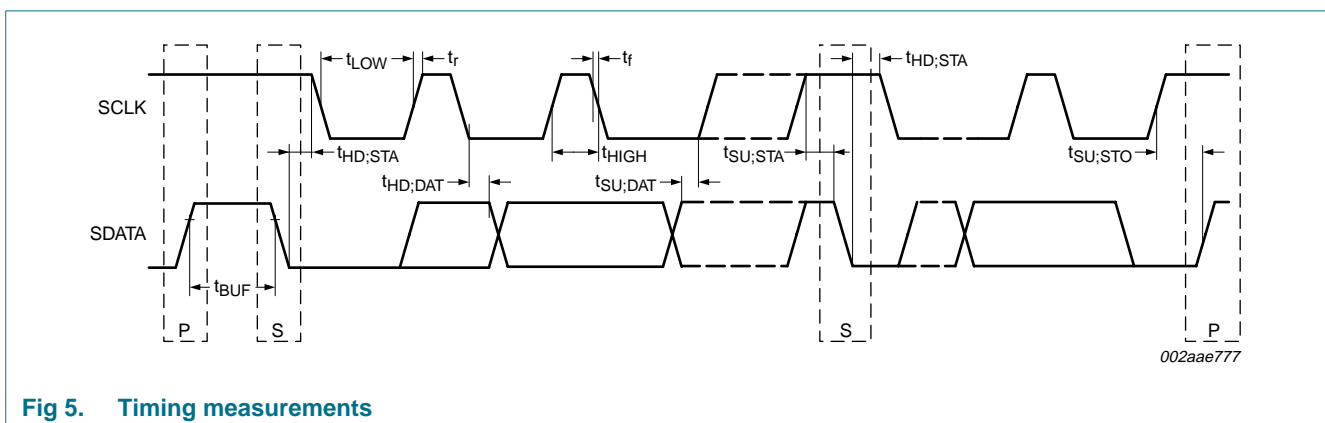 tLOW tr tf tHD;STA
SCLK
tHD;STA tHIGH tSU;STA tSU;STO
tHD;DAT tSU;DAT
SDATA
tBUF
P S S P
002aae777
Fig 5. Timing measurements